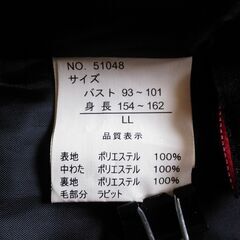 NO. 51048
サイズ
バスト 93～101
身長 154～162
LL
品質表示
表地 ポリエステル 100%
中わた ポリエステル 100%
裏地 ポリエステル 100%
毛部分 ラビット